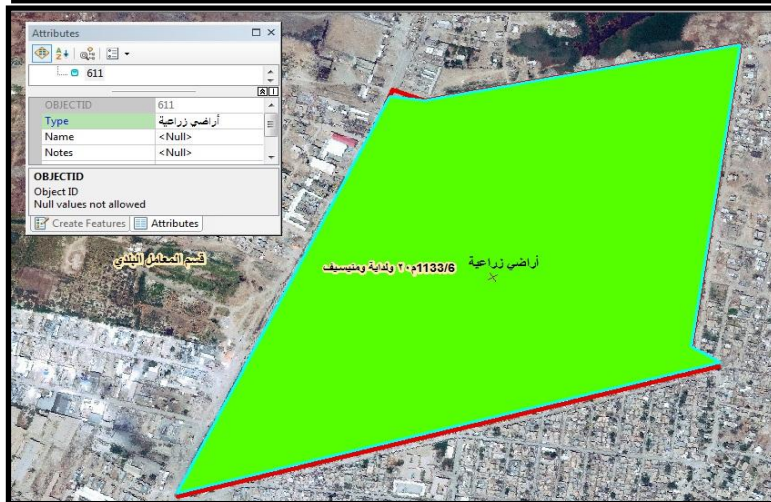 Attributes
611
OBJECTID 611
Type أراضي زراعية
Name <Null>
Notes <Null>
OBJECTID
Object ID
Null values not allowed
Create Features Attributes
قسم المعامل البلدي
1133/6م٢٠ ولداية ومنيسيف
أراضي زراعية